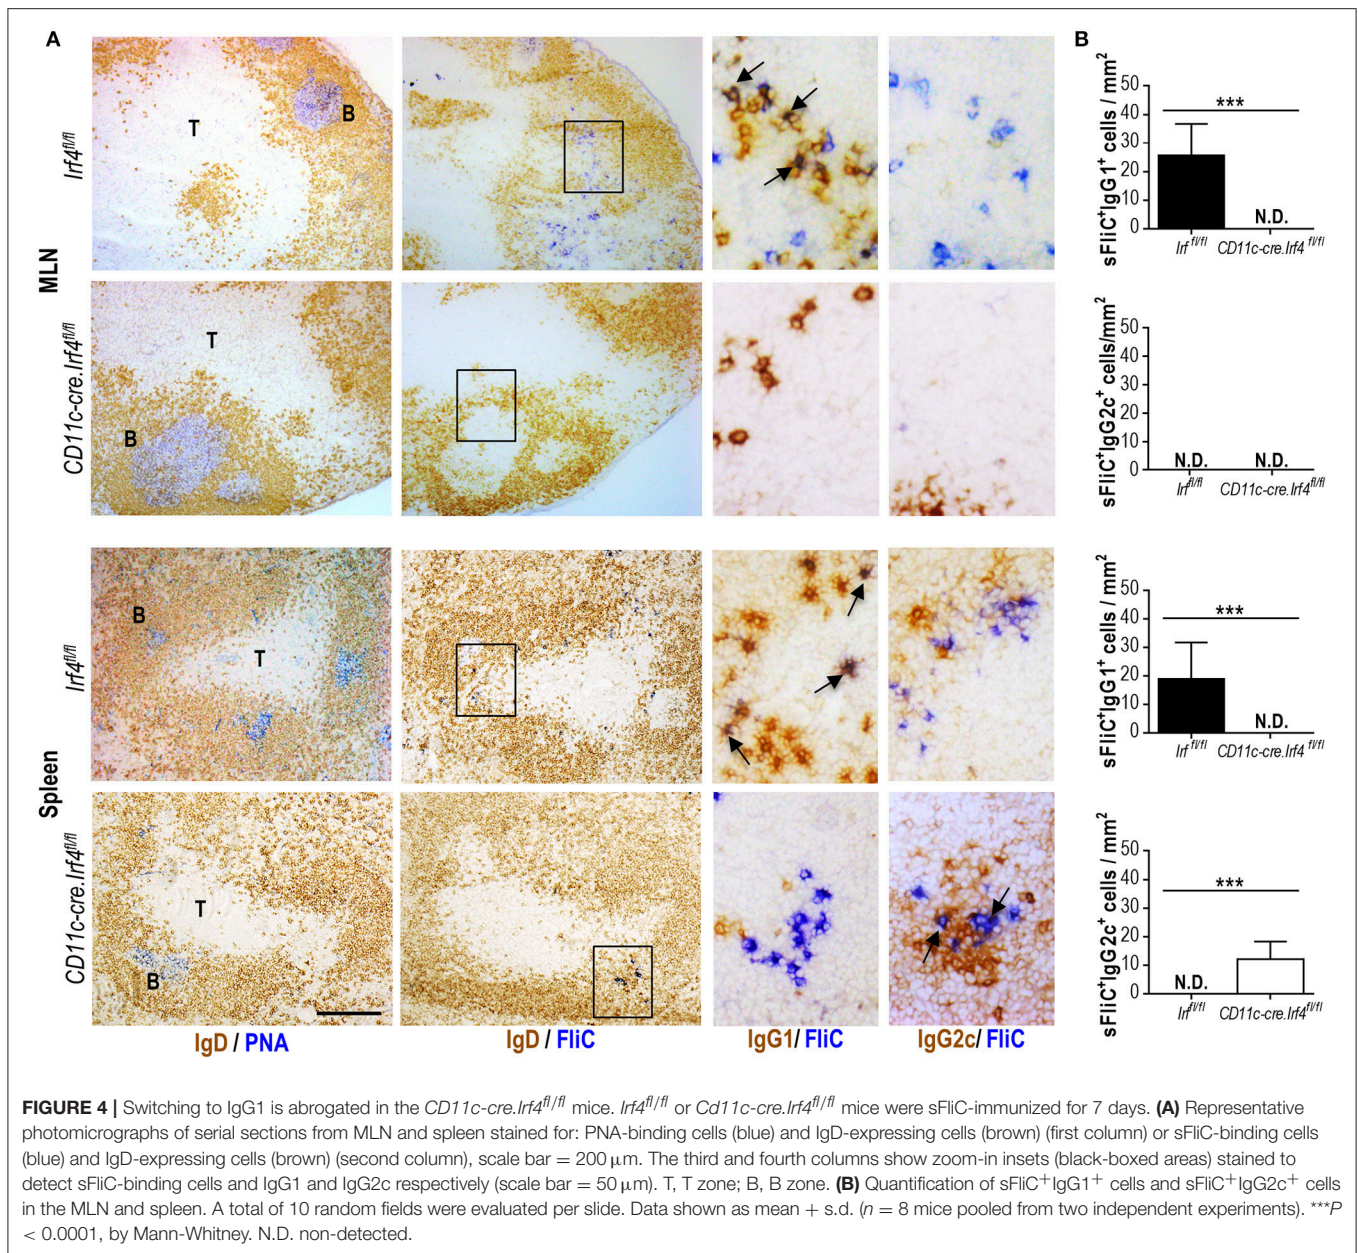 A
B
MLN
Irf4fl/fl
T
B
CD11c-cre.Irf4fl/fl
T
B
Spleen
Irf4fl/fl
B
T
CD11c-cre.Irf4fl/fl
T
B
IgD / PNA
IgD / FliC
IgG1/ FliC
IgG2c/ FliC
sFliC+IgG1+ cells / mm2
50
40
30
20
10
0
***
N.D.
Irffl/fl
CD11c-cre.Irf4fl/fl
sFliC+IgG2c+ cells/mm2
50
40
30
20
10
0
N.D.
N.D.
Irffl/fl
CD11c-cre.Irf4fl/fl
sFliC+IgG1+ cells / mm2
50
40
30
20
10
0
***
N.D.
Irffl/fl
CD11c-cre.Irf4fl/fl
sFliC+IgG2c+ cells / mm2
50
40
30
20
10
0
***
N.D.
Irffl/fl
CD11c-cre.Irf4fl/fl
FIGURE 4 | Switching to IgG1 is abrogated in the CD11c-cre.Irf4fl/fl mice. Irf4fl/fl or Cd11c-cre.Irf4fl/fl mice were sFliC-immunized for 7 days. (A) Representative
photomicrographs of serial sections from MLN and spleen stained for: PNA-binding cells (blue) and IgD-expressing cells (brown) (first column) or sFliC-binding cells
(blue) and IgD-expressing cells (brown) (second column), scale bar = 200 μm. The third and fourth columns show zoom-in insets (black-boxed areas) stained to
detect sFliC-binding cells and IgG1 and IgG2c respectively (scale bar = 50 μm). T, T zone; B, B zone. (B) Quantification of sFliC+IgG1+ cells and sFliC+IgG2c+ cells
in the MLN and spleen. A total of 10 random fields were evaluated per slide. Data shown as mean + s.d. (n = 8 mice pooled from two independent experiments). ***P
< 0.0001, by Mann-Whitney. N.D. non-detected.